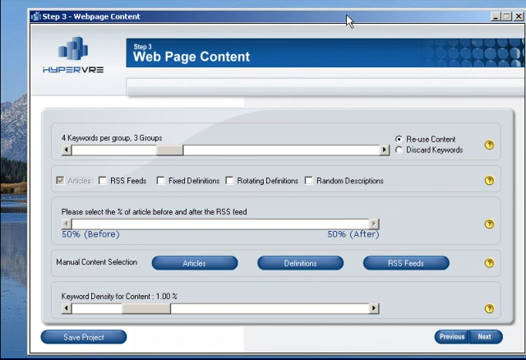 Step 3 - Webpage Content
HYPERVRE
Step 3
Web Page Content
4 Keywords per group, 3 Groups
Re-use Content
Discard Keywords
Articles RSS Feeds Fixed Definitions Rotating Definitions Random Descriptions
Please select the % of article before and after the RSS feed
50% (Before) 50% (After)
Manual Content Selection Articles Definitions RSS Feeds
Keyword Density for Content : 1.00 %
Save Project Previous Next